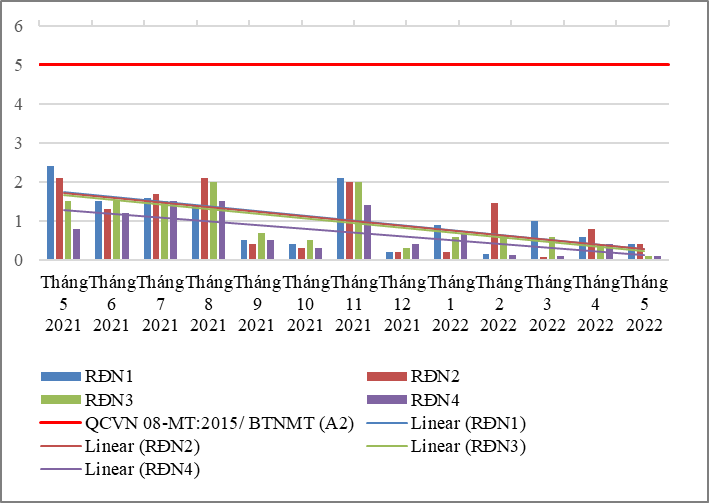 6
5
4
3
2
1
0
Tháng Tháng Tháng Tháng Tháng Tháng Tháng Tháng Tháng Tháng Tháng Tháng Tháng
5 6 7 8 9 10 11 12 1 2 3 4 5
2021 2021 2021 2021 2021 2021 2021 2021 2022 2022 2022 2022 2022
RĐN1 RĐN2
RĐN3 RĐN4
QCVN 08-MT:2015/ BTNMT (A2) Linear (RĐN1)
Linear (RĐN2) Linear (RĐN3)
Linear (RĐN4)